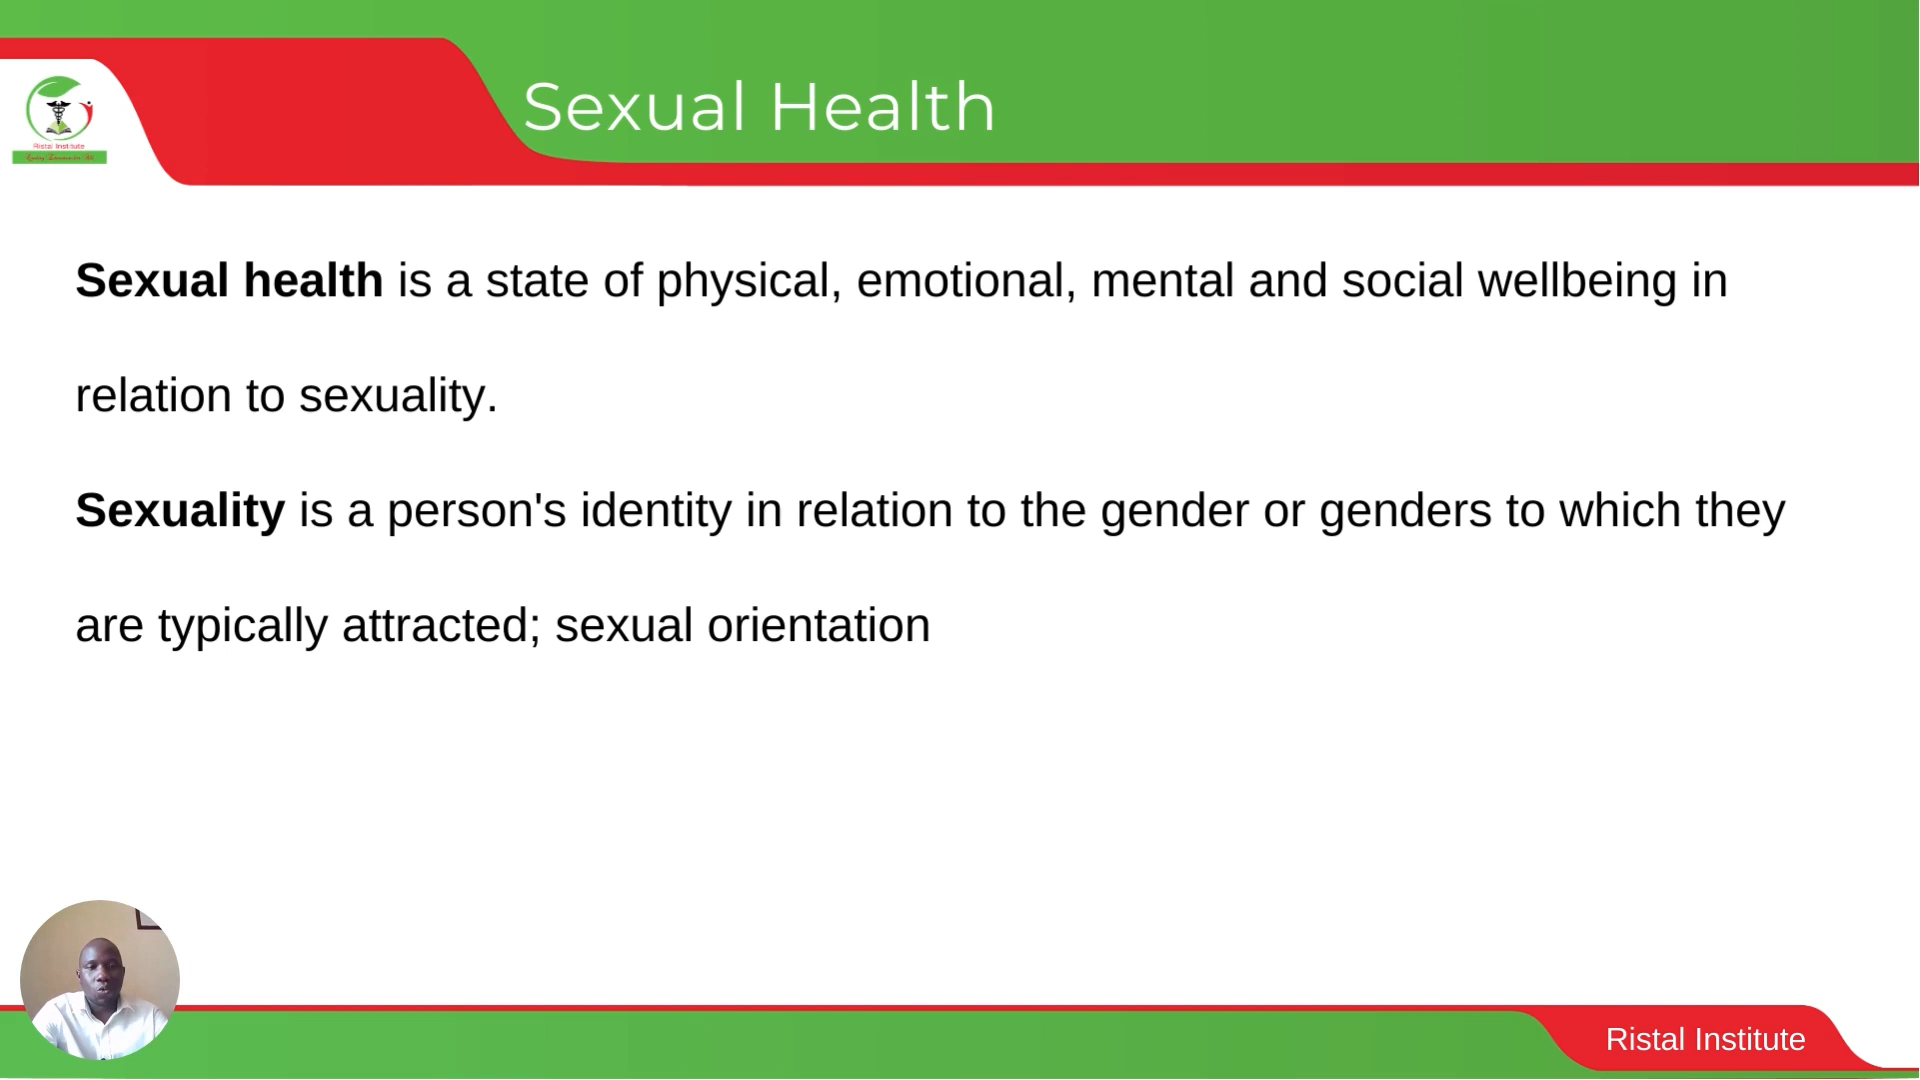 Sexual Health
Ristal Institute
Sexual health is a state of physical, emotional, mental and social wellbeing in
relation to sexuality.
Sexuality is a person's identity in relation to the gender or genders to which they
are typically attracted; sexual orientation
Ristal Institute